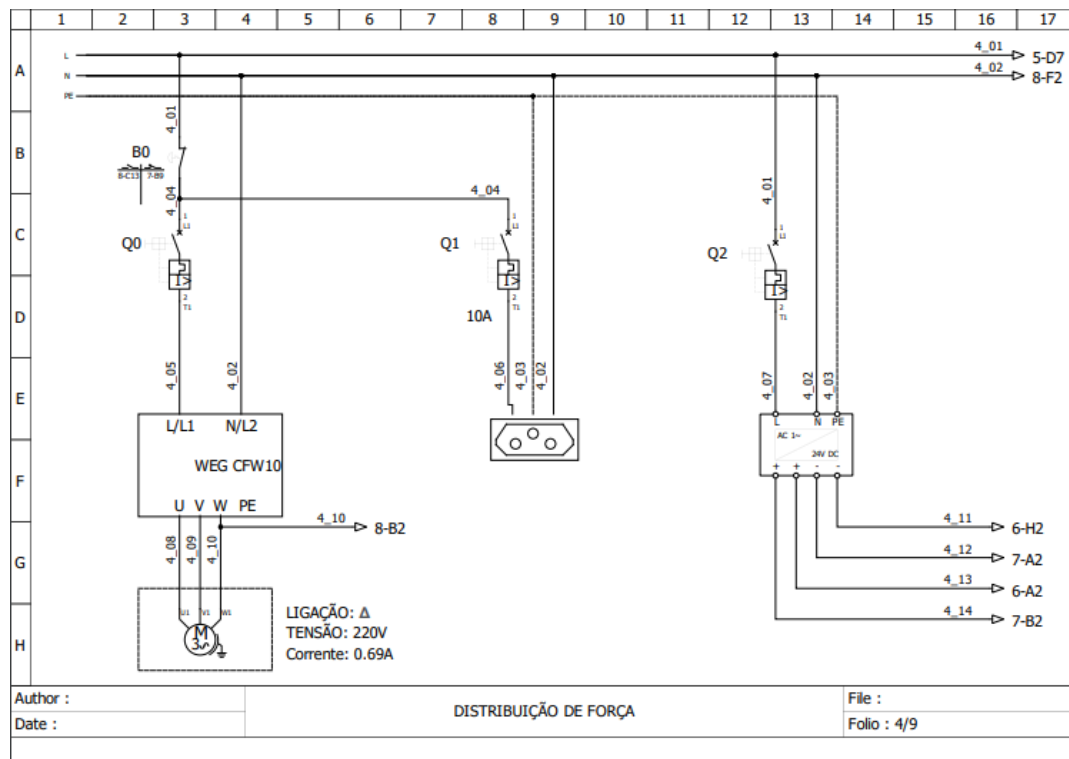 1 2 3 4 5 6 7 8 9 10 11 12 13 14 15 16 17
A
B
C
D
E
F
G
H
L
N
PE
4_01
5-D7
4_02
8-F2
4_01
B0
8-C13 7-B9
4_04
4_04
4_01
1
L1
Q0
I>
2
T1
1
L1
Q1
I>
2
T1
10A
1
L1
Q2
I>
2
T1
4_05
4_02
4_06
4_03
4_02
4_07
4_02
4_03
L/L1 N/L2
WEG CFW10
U V W PE
L N PE
AC 1~
24V DC
+ + - -
4_10
8-B2
4_08
4_09
4_10
4_11
6-H2
4_12
7-A2
4_13
6-A2
4_14
7-B2
U1 V1 W1
M
3~
LIGAÇÃO: Δ
TENSÃO: 220V
Corrente: 0.69A
Author :
Date :
DISTRIBUIÇÃO DE FORÇA
File :
Folio : 4/9